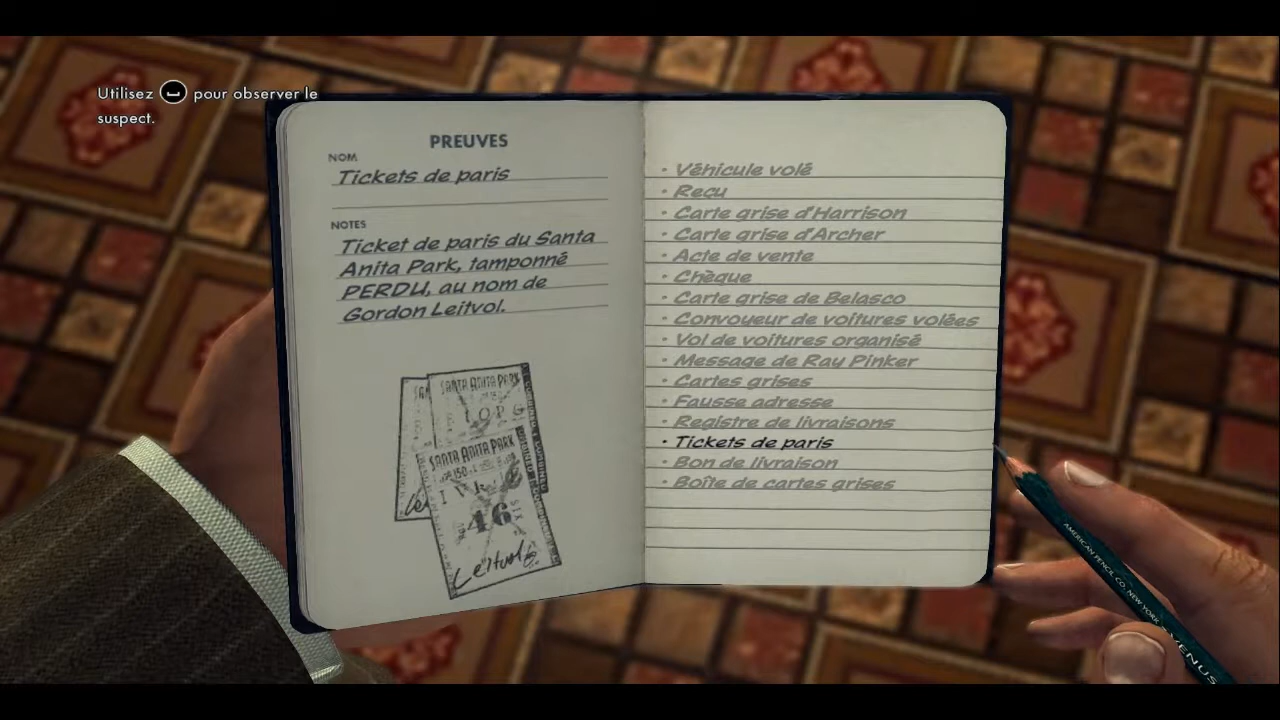 Utilisez pour observer le
suspect.
PREUVES
NOM
Tickets de paris
NOTES
Ticket de paris du Santa
Anita Park, tamponné
PERDU, au nom de
Gordon Leitvol.
SANTA ANITA PARK
SANTA ANITA PARK
46
SIX
Leitvol
· Véhicule volé
· Reçu
· Carte grise d'Harrison
· Carte grise d'Archer
· Acte de vente
· Chèque
· Carte grise de Belasco
· Convoyeur de voitures volées
· Vol de voitures organisé
· Message de Ray Pinker
· Cartes grises
· Fausse adresse
· Registre de livraisons
· Tickets de paris
· Bon de livraison
· Boîte de cartes grises
AMERICAN PENCIL CO. NEW YORK
VENUS